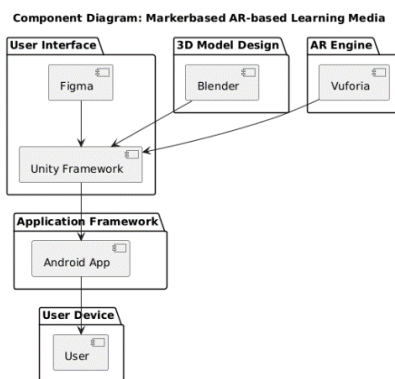 Component Diagram: Markerbased AR-based Learning Media
User Interface
3D Model Design
AR Engine
Figma
Blender
Vuforia
Unity Framework
Application Framework
Android App
User Device
User